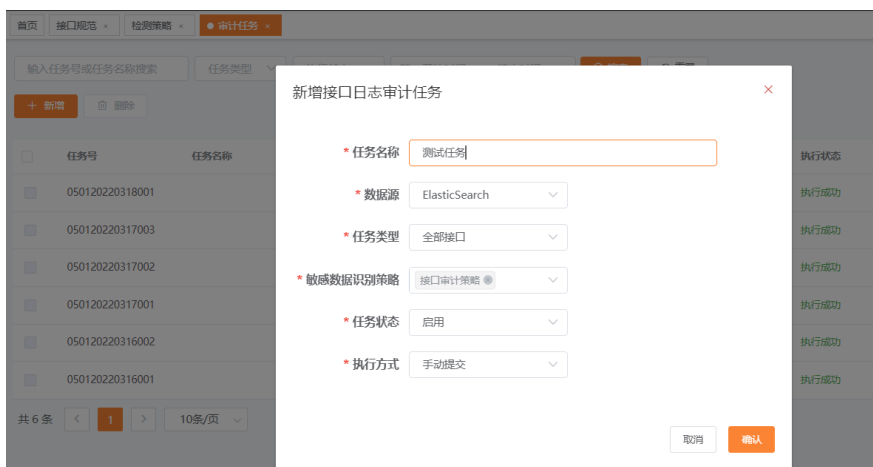 首页 接口规范 × 检测策略 × 审计任务 ×
输入任务号或任务名称搜索 任务类型
+ 新增 删除
新增接口日志审计任务 ×
任务号 任务名称 执行状态
* 任务名称 测试任务
050120220318001 执行成功
* 数据源 ElasticSearch
050120220317003 执行成功
* 任务类型 全部接口
050120220317002 执行成功
* 敏感数据识别策略 接口审计策略
050120220317001 执行成功
* 任务状态 启用
050120220316002 执行成功
* 执行方式 手动提交
050120220316001 执行成功
共 6 条 < 1 > 10条/页
取消 确认